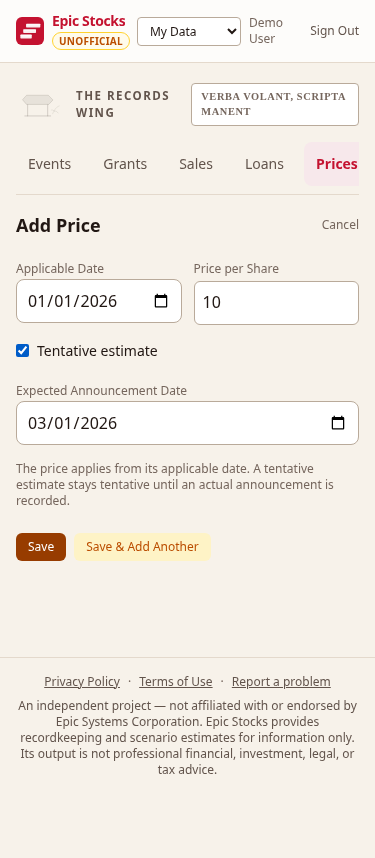 Epic Stocks
UNOFFICIAL
My Data
Demo
User
Sign Out
THE RECORDS
WING
VERBA VOLANT, SCRIPTA
MANENT
Events
Grants
Sales
Loans
Prices
Add Price
Cancel
Applicable Date
Price per Share
01/01/2026
10
Tentative estimate
Expected Announcement Date
03/01/2026
The price applies from its applicable date. A tentative
estimate stays tentative until an actual announcement is
recorded.
Save
Save & Add Another
Privacy Policy · Terms of Use · Report a problem
An independent project — not affiliated with or endorsed by
Epic Systems Corporation. Epic Stocks provides
recordkeeping and scenario estimates for information only.
Its output is not professional financial, investment, legal, or
tax advice.